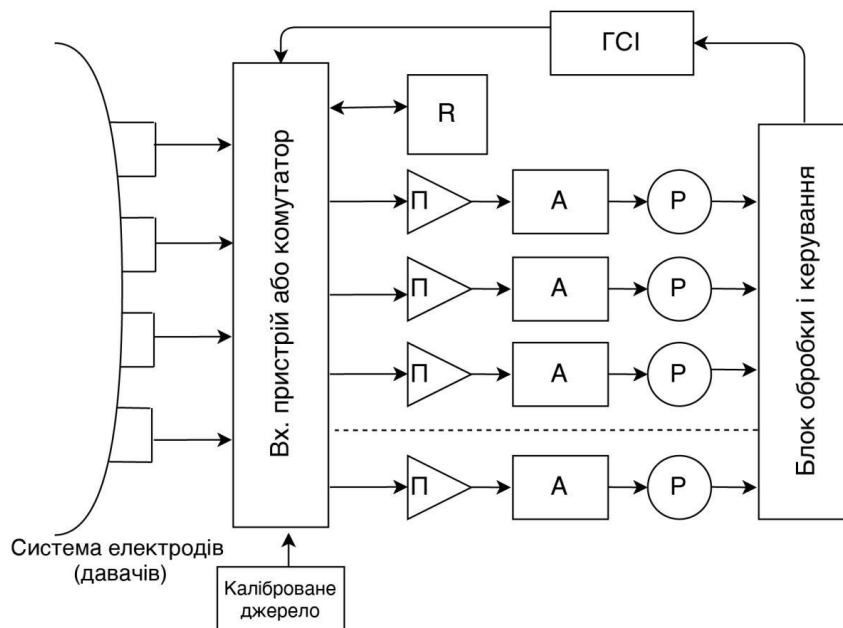 ГСІ
R
Вх. пристрій або комутатор
П
А
Р
П
А
Р
П
А
Р
П
А
Р
Блок обробки і керування
Система електродів
(давачів)
Каліброване
джерело